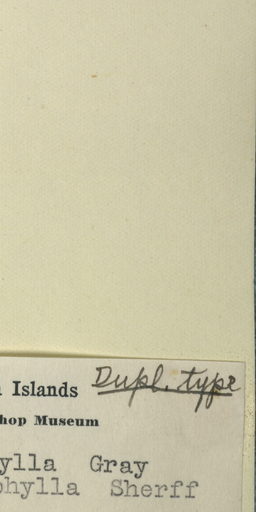 Dupl. type
Islands
hop Museum
ylla Gray
phylla Sherff